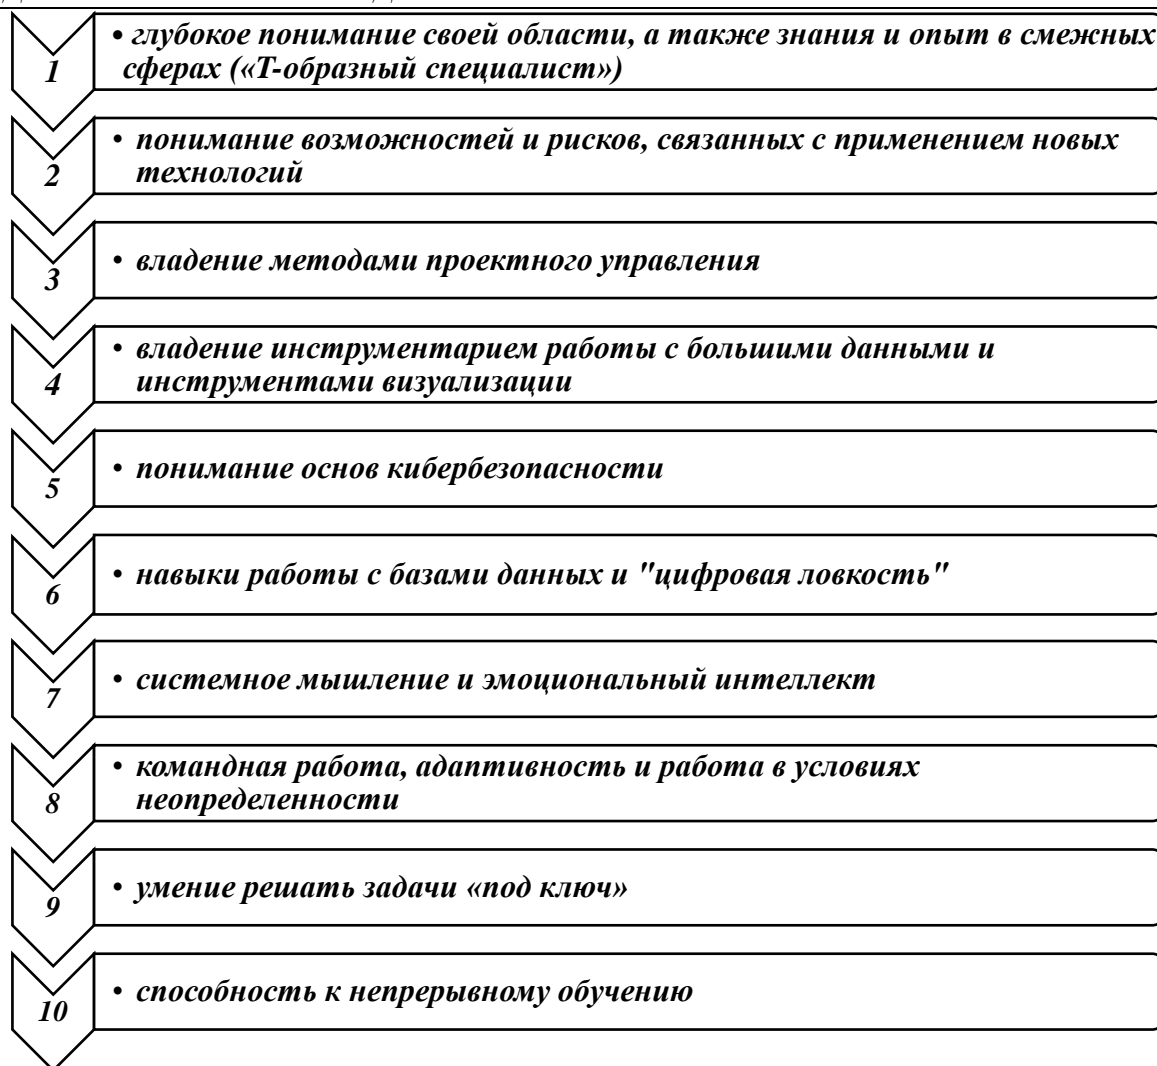 1
• глубокое понимание своей области, а также знания и опыт в смежных
сферах («Т-образный специалист»)
2
• понимание возможностей и рисков, связанных с применением новых
технологий
3
• владение методами проектного управления
4
• владение инструментарием работы с большими данными и
инструментами визуализации
5
• понимание основ кибербезопасности
6
• навыки работы с базами данных и "цифровая ловкость"
7
• системное мышление и эмоциональный интеллект
8
• командная работа, адаптивность и работа в условиях
неопределенности
9
• умение решать задачи «под ключ»
10
• способность к непрерывному обучению